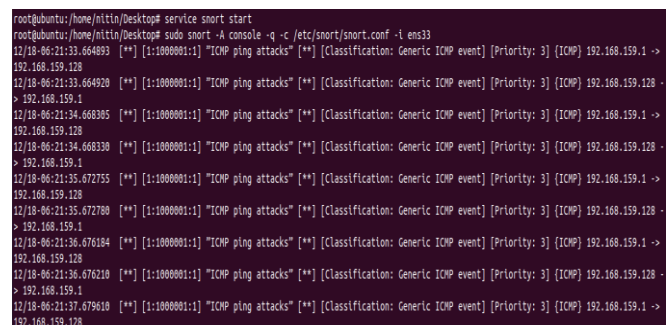 root@ubuntu:/home/nitin/Desktop# service snort start
root@ubuntu:/home/nitin/Desktop# sudo snort -A console -q -c /etc/snort/snort.conf -i ens33
12/18-06:21:33.664893  [**] [1:1000001:1] "ICMP ping attacks" [**] [Classification: Generic ICMP event] [Priority: 3] {ICMP} 192.168.159.1 ->
192.168.159.128
12/18-06:21:33.664920  [**] [1:1000001:1] "ICMP ping attacks" [**] [Classification: Generic ICMP event] [Priority: 3] {ICMP} 192.168.159.128 -
> 192.168.159.1
12/18-06:21:34.668305  [**] [1:1000001:1] "ICMP ping attacks" [**] [Classification: Generic ICMP event] [Priority: 3] {ICMP} 192.168.159.1 ->
192.168.159.128
12/18-06:21:34.668330  [**] [1:1000001:1] "ICMP ping attacks" [**] [Classification: Generic ICMP event] [Priority: 3] {ICMP} 192.168.159.128 -
> 192.168.159.1
12/18-06:21:35.672755  [**] [1:1000001:1] "ICMP ping attacks" [**] [Classification: Generic ICMP event] [Priority: 3] {ICMP} 192.168.159.1 ->
192.168.159.128
12/18-06:21:35.672780  [**] [1:1000001:1] "ICMP ping attacks" [**] [Classification: Generic ICMP event] [Priority: 3] {ICMP} 192.168.159.128 -
> 192.168.159.1
12/18-06:21:36.676184  [**] [1:1000001:1] "ICMP ping attacks" [**] [Classification: Generic ICMP event] [Priority: 3] {ICMP} 192.168.159.1 ->
192.168.159.128
12/18-06:21:36.676210  [**] [1:1000001:1] "ICMP ping attacks" [**] [Classification: Generic ICMP event] [Priority: 3] {ICMP} 192.168.159.128 -
> 192.168.159.1
12/18-06:21:37.679610  [**] [1:1000001:1] "ICMP ping attacks" [**] [Classification: Generic ICMP event] [Priority: 3] {ICMP} 192.168.159.1 ->
192.168.159.128